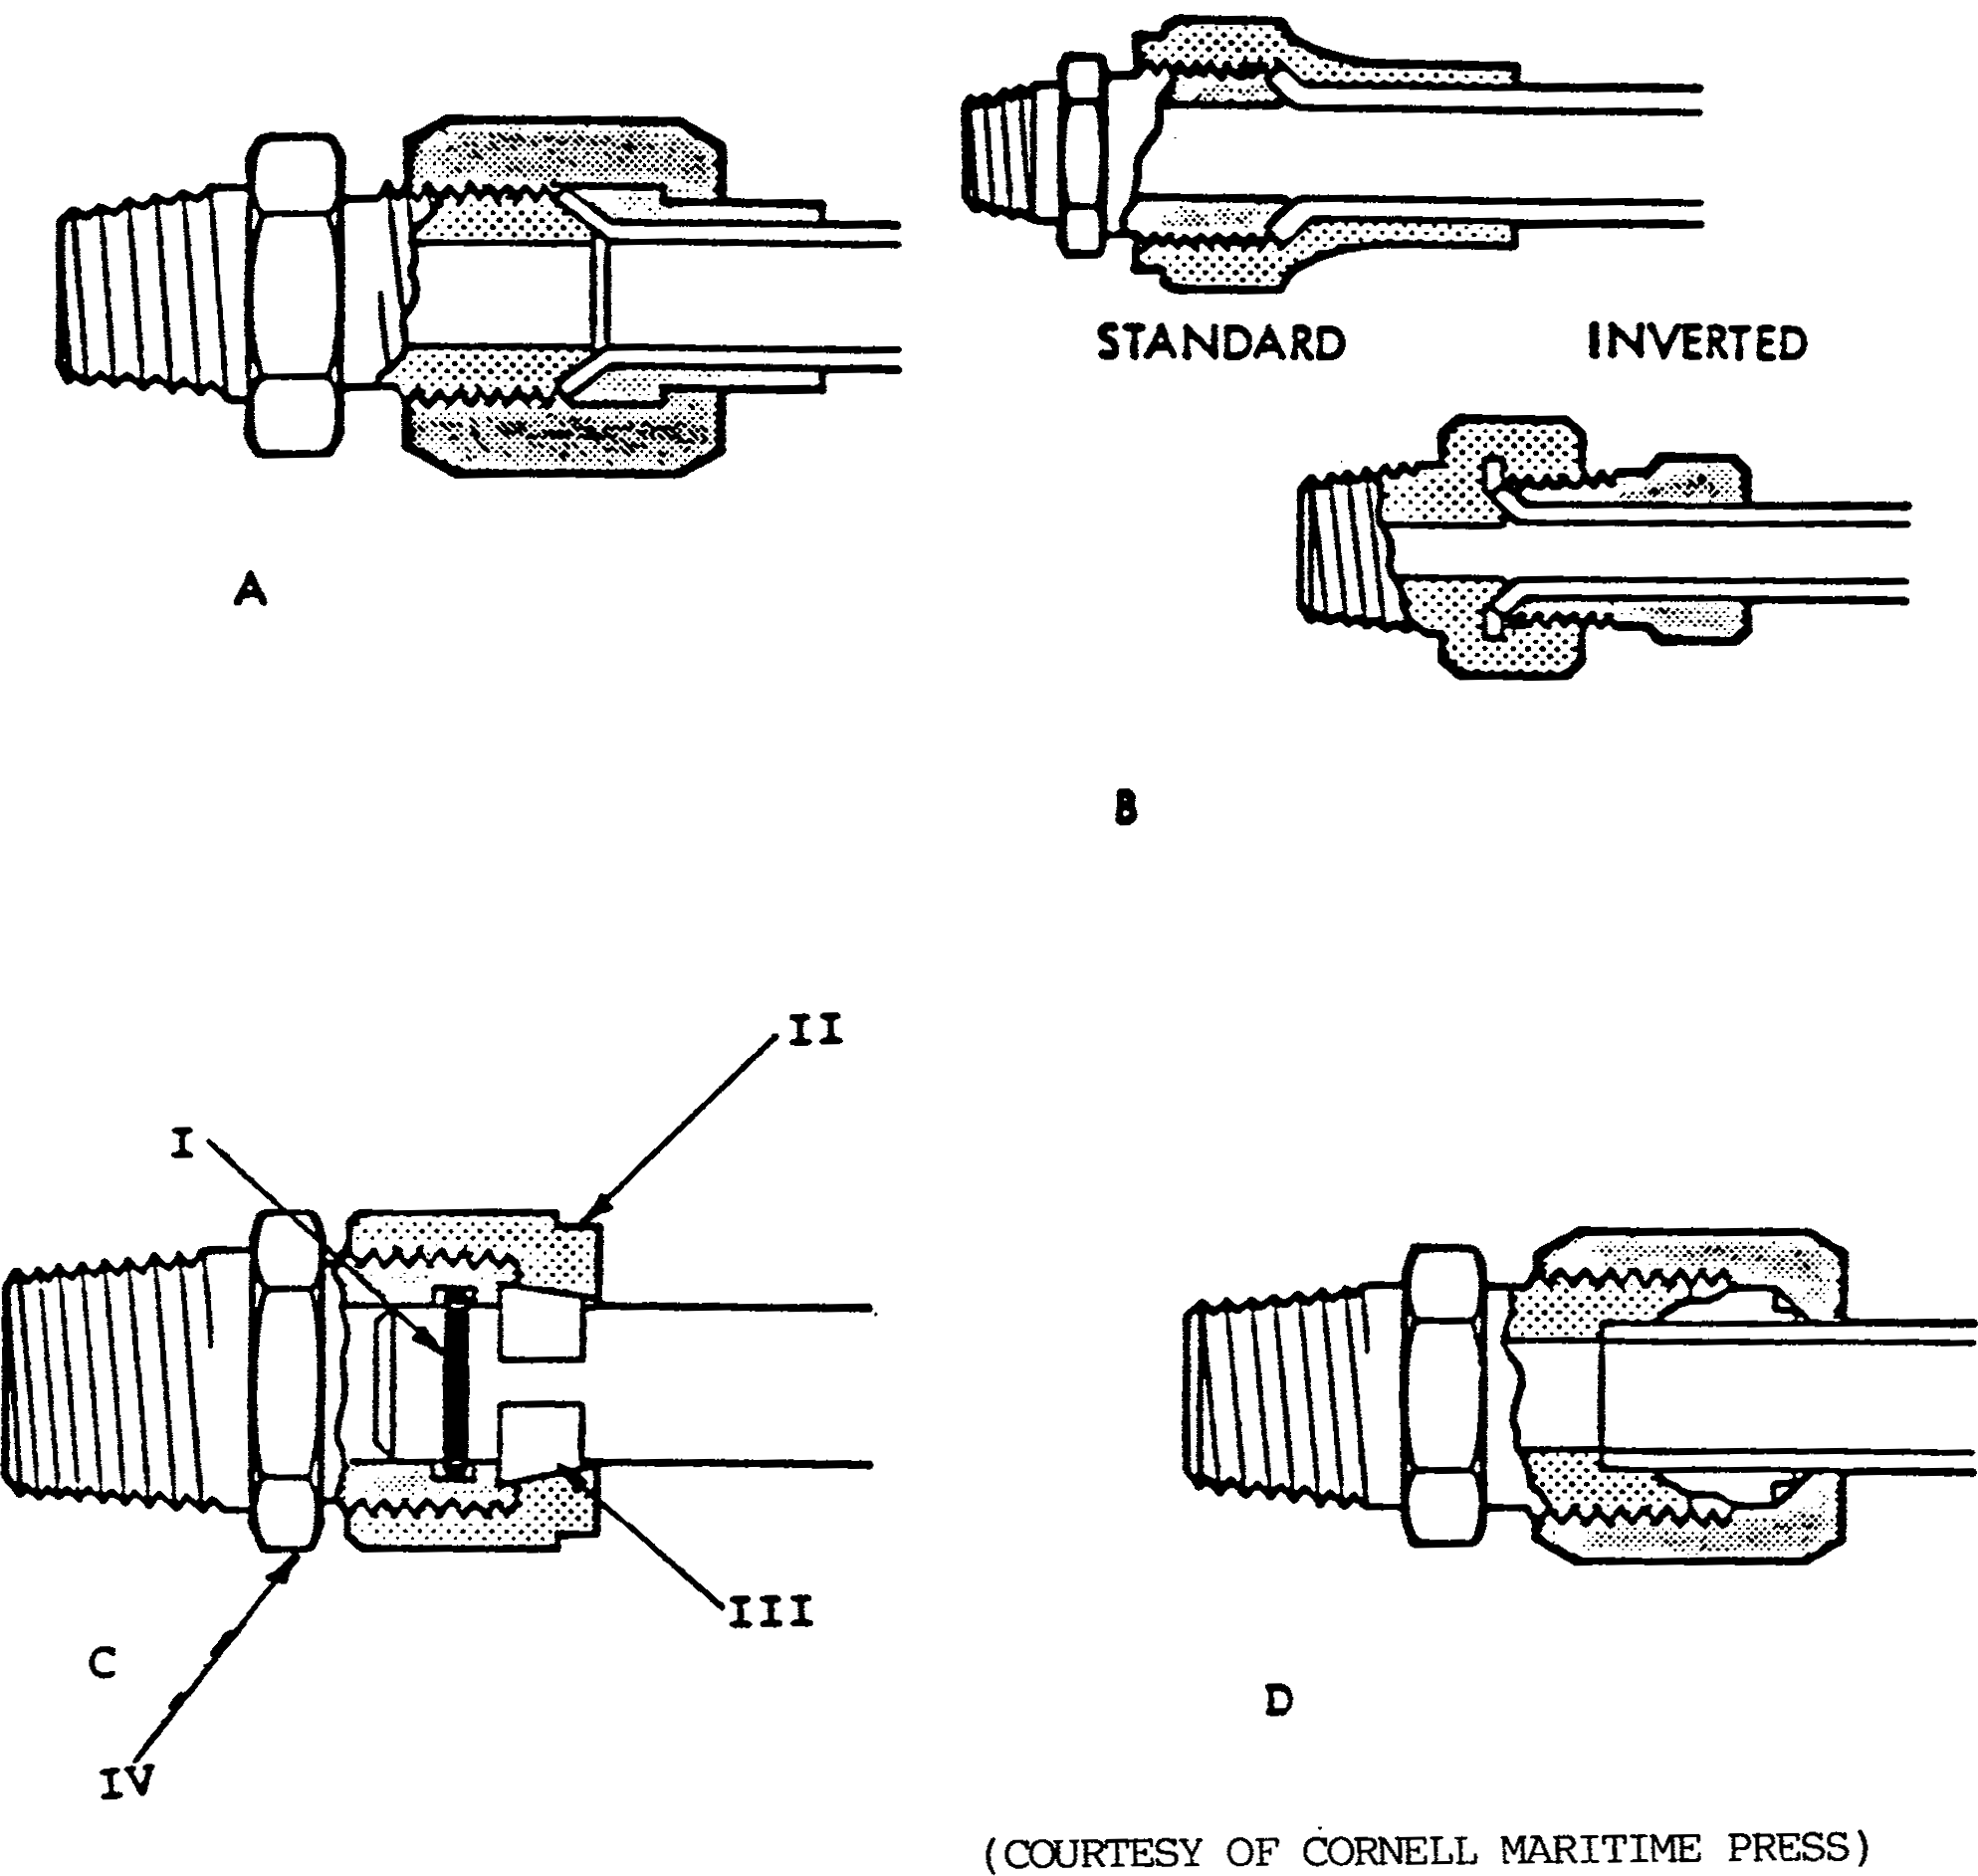 STANDARD INVERTED
A
B
II
I
III
C
D
IV
(COURTESY OF CORNELL MARITIME PRESS)